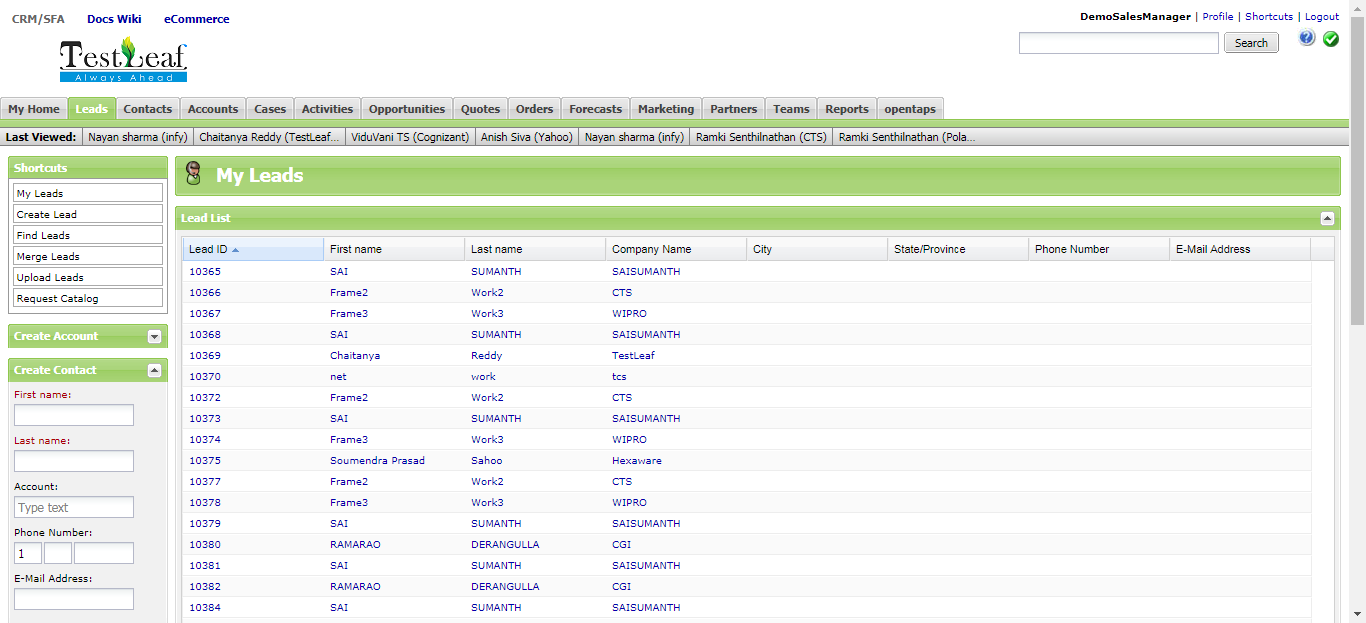 CRM/SFA Docs Wiki eCommerce
DemoSalesManager | Profile | Shortcuts | Logout
Search
TestLeaf
Always Ahead
My Home Leads Contacts Accounts Cases Activities Opportunities Quotes Orders Forecasts Marketing Partners Teams Reports opentaps
Last Viewed: Nayan sharma (infy) Chaitanya Reddy (TestLeaf... ViduVani TS (Cognizant) Anish Siva (Yahoo) Nayan sharma (infy) Ramki Senthilnathan (CTS) Ramki Senthilnathan (Pola...
Shortcuts
My Leads
Create Lead
Find Leads
Merge Leads
Upload Leads
Request Catalog
Create Account
Create Contact
First name:
Last name:
Account:
Type text
Phone Number:
1
E-Mail Address:
My Leads
Lead List
Lead ID First name Last name Company Name City State/Province Phone Number E-Mail Address
10365 SAI SUMANTH SAISUMANTH
10366 Frame2 Work2 CTS
10367 Frame3 Work3 WIPRO
10368 SAI SUMANTH SAISUMANTH
10369 Chaitanya Reddy TestLeaf
10370 net work tcs
10372 Frame2 Work2 CTS
10373 SAI SUMANTH SAISUMANTH
10374 Frame3 Work3 WIPRO
10375 Soumendra Prasad Sahoo Hexaware
10377 Frame2 Work2 CTS
10378 Frame3 Work3 WIPRO
10379 SAI SUMANTH SAISUMANTH
10380 RAMARAO DERANGULLA CGI
10381 SAI SUMANTH SAISUMANTH
10382 RAMARAO DERANGULLA CGI
10384 SAI SUMANTH SAISUMANTH